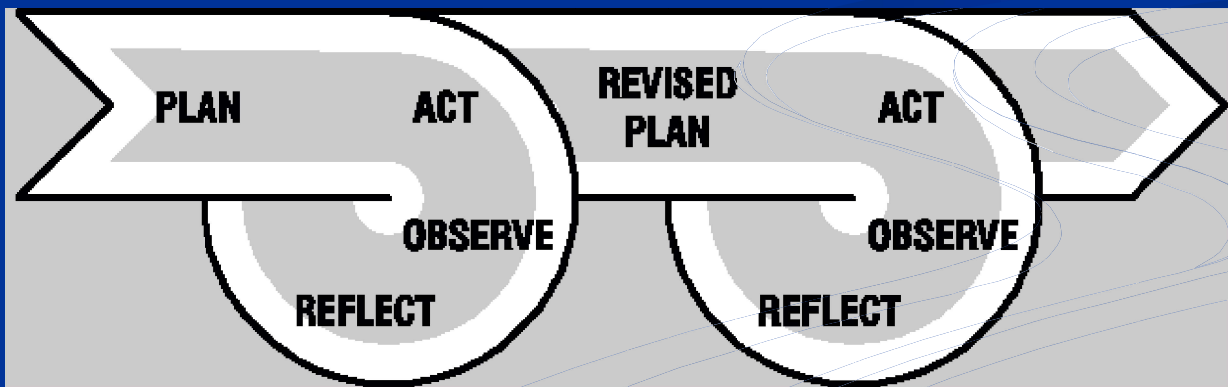 PLAN
ACT
OBSERVE
REFLECT
REVISED
PLAN
ACT
OBSERVE
REFLECT